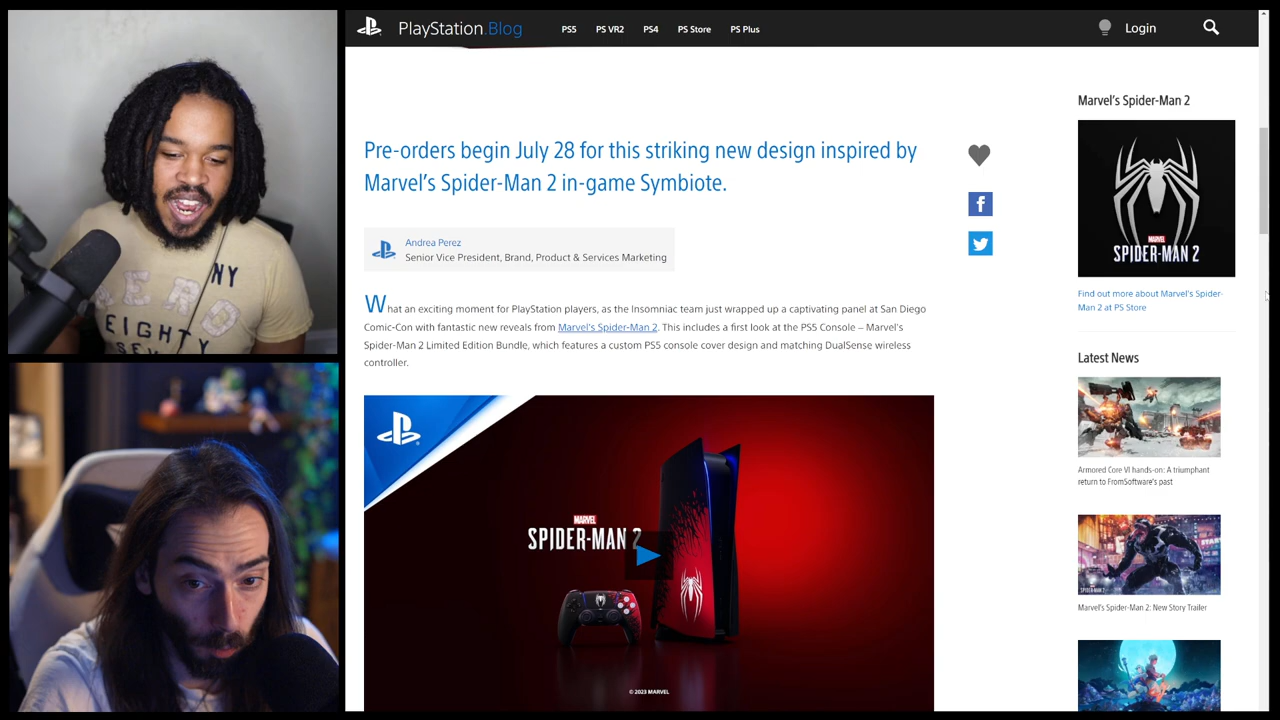 PlayStation.Blog
PS5 PS VR2 PS4 PS Store PS Plus
Login
Pre-orders begin July 28 for this striking new design inspired by
Marvel's Spider-Man 2 in-game Symbiote.
Andrea Perez
Senior Vice President, Brand, Product & Services Marketing
What an exciting moment for PlayStation players, as the Insomniac team just wrapped up a captivating panel at San Diego
Comic-Con with fantastic new reveals from Marvel's Spider-Man 2. This includes a first look at the PS5 Console – Marvel's
Spider-Man 2 Limited Edition Bundle, which features a custom PS5 console cover design and matching DualSense wireless
controller.
MARVEL
SPIDER-MAN 2
© 2023 MARVEL
Marvel's Spider-Man 2
MARVEL
SPIDER-MAN 2
Find out more about Marvel's Spider-
Man 2 at PS Store
Latest News
Armored Core VI hands-on: A triumphant
return to FromSoftware's past
SPIDER-MAN 2
Marvel's Spider-Man 2: New Story Trailer
NY
AERO
EIGHTY
SEVEN